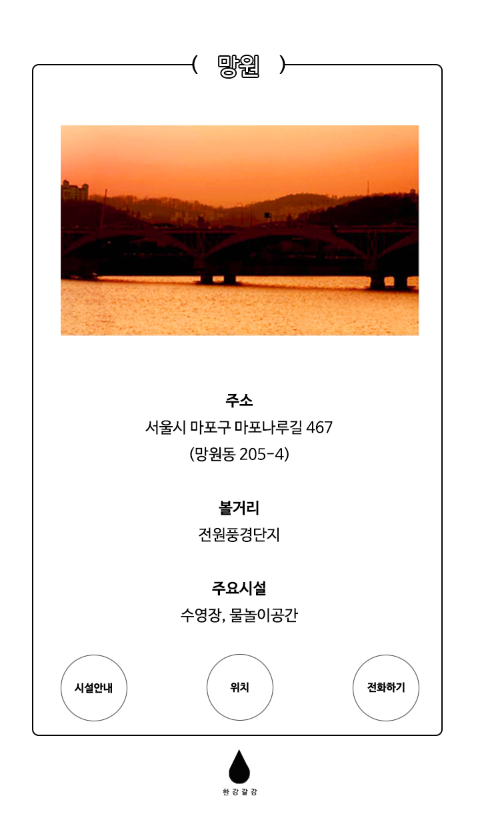 ( 망원 )
주소
서울시 마포구 마포나루길 467
(망원동 205-4)
볼거리
전원풍경단지
주요시설
수영장, 물놀이공간
시설안내
위치
전화하기
한강갈강